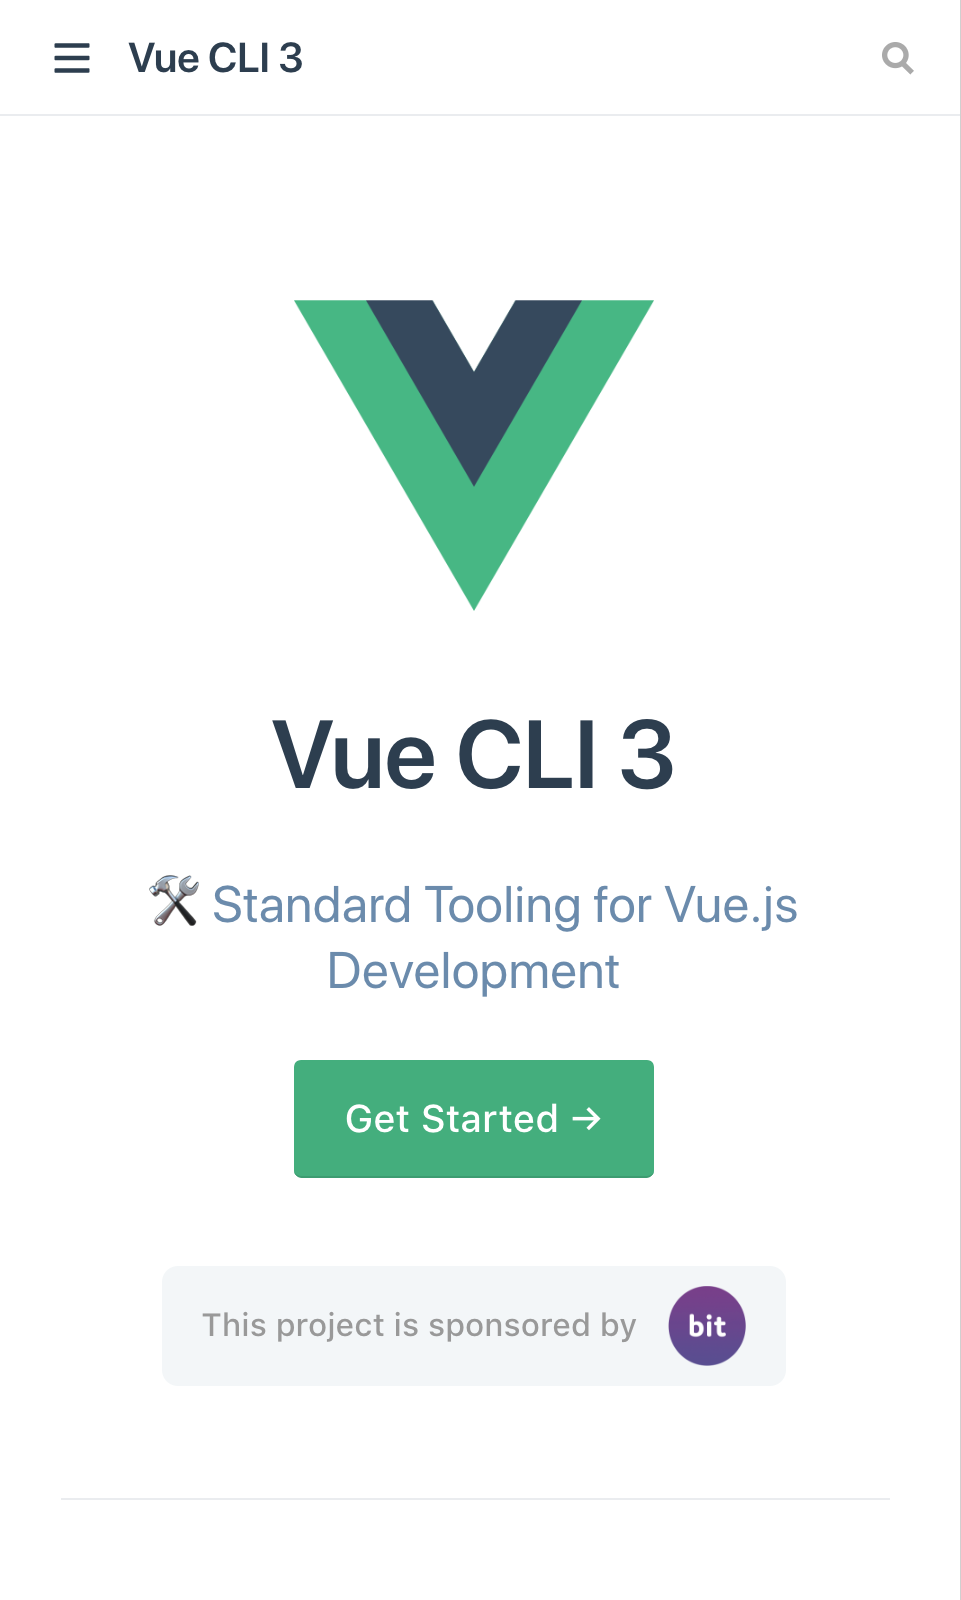 Vue CLI 3
Vue CLI 3
🛠 Standard Tooling for Vue.js
Development
Get Started →
This project is sponsored by bit